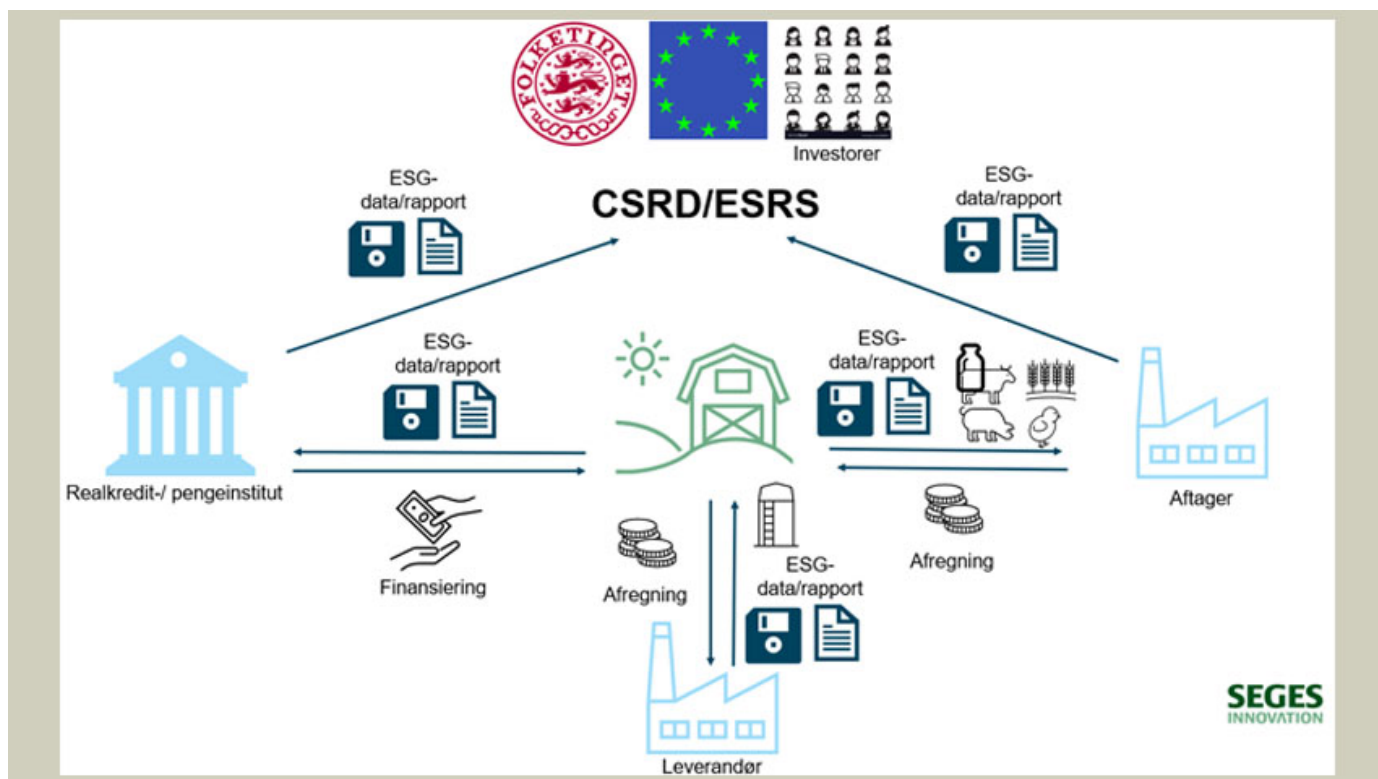 FOLKETINGET
Investorer
CSRD/ESRS
ESG-
data/rapport
ESG-
data/rapport
ESG-
data/rapport
ESG-
data/rapport
Realkredit-/ pengeinstitut
Aftager
Finansiering
Afregning
Afregning
ESG-
data/rapport
Leverandør
SEGES
INNOVATION